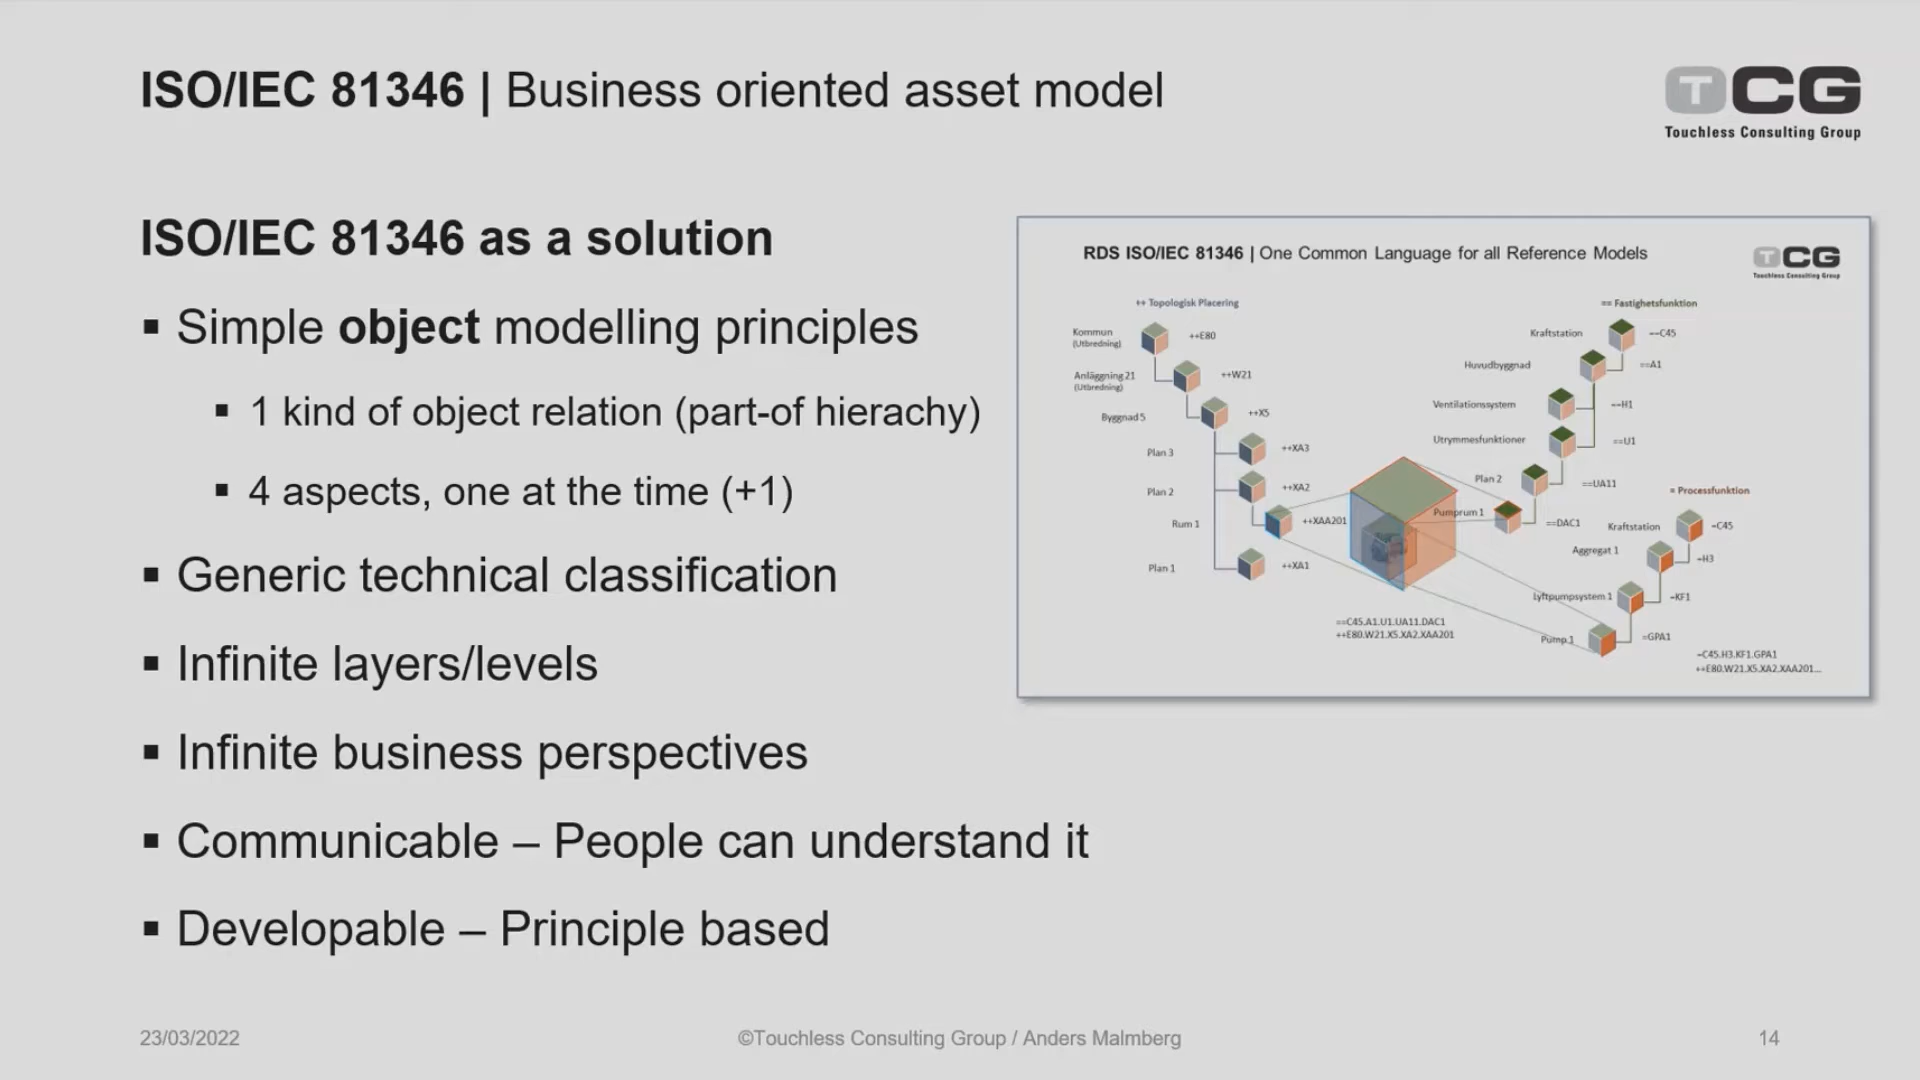 ISO/IEC 81346 | Business oriented asset model
TCG
Touchless Consulting Group
ISO/IEC 81346 as a solution
▪ Simple object modelling principles
▪ 1 kind of object relation (part-of hierachy)
▪ 4 aspects, one at the time (+1)
▪ Generic technical classification
▪ Infinite layers/levels
▪ Infinite business perspectives
▪ Communicable – People can understand it
▪ Developable – Principle based
RDS ISO/IEC 81346 | One Common Language for all Reference Models
TCG
Touchless Consulting Group
++ Topologisk Placering
Kommun
(Utbredning)
++E80
Anläggning 21
(Utbredning)
++W21
Byggnad 5
++X5
Plan 3
++XA3
Plan 2
++XA2
Rum 1
++XAA201
Plan 1
++XA1
== Fastighetsfunktion
Kraftstation
==C45
Huvudbyggnad
==A1
Ventilationssystem
==H1
Utrymmesfunktioner
==U1
Plan 2
==UA11
Pumprum 1
==DAC1
==C45.A1.U1.UA11.DAC1
++E80.W21.X5.XA2.XAA201
= Processfunktion
Kraftstation
=C45
Aggregat 1
=H3
Lyftpumpsystem 1
=KF1
Pump 1
=GPA1
=C45.H3.KF1.GPA1
++E80.W21.X5.XA2.XAA201...
23/03/2022
©Touchless Consulting Group / Anders Malmberg
14